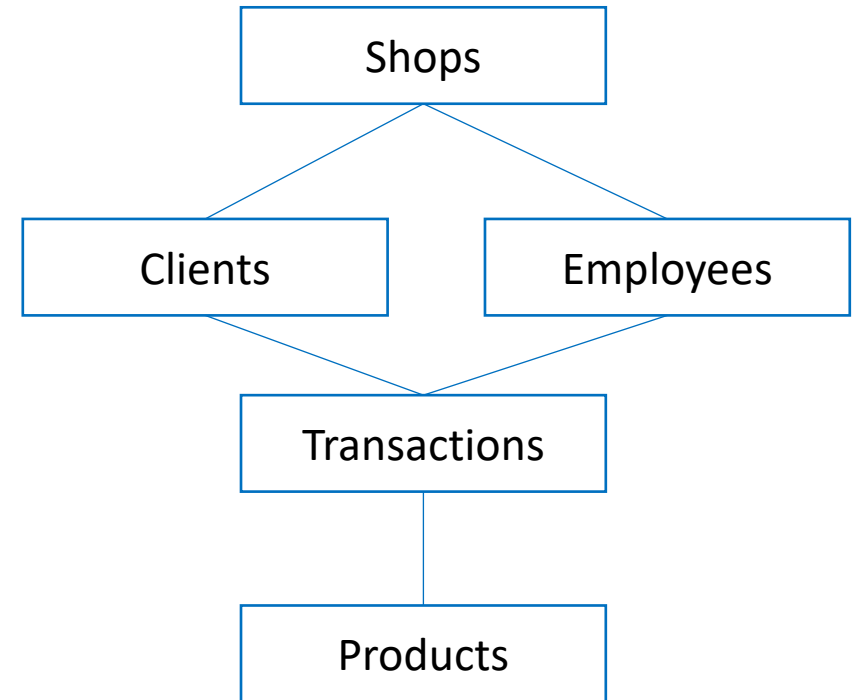 Shops
Clients
Employees
Transactions
Products